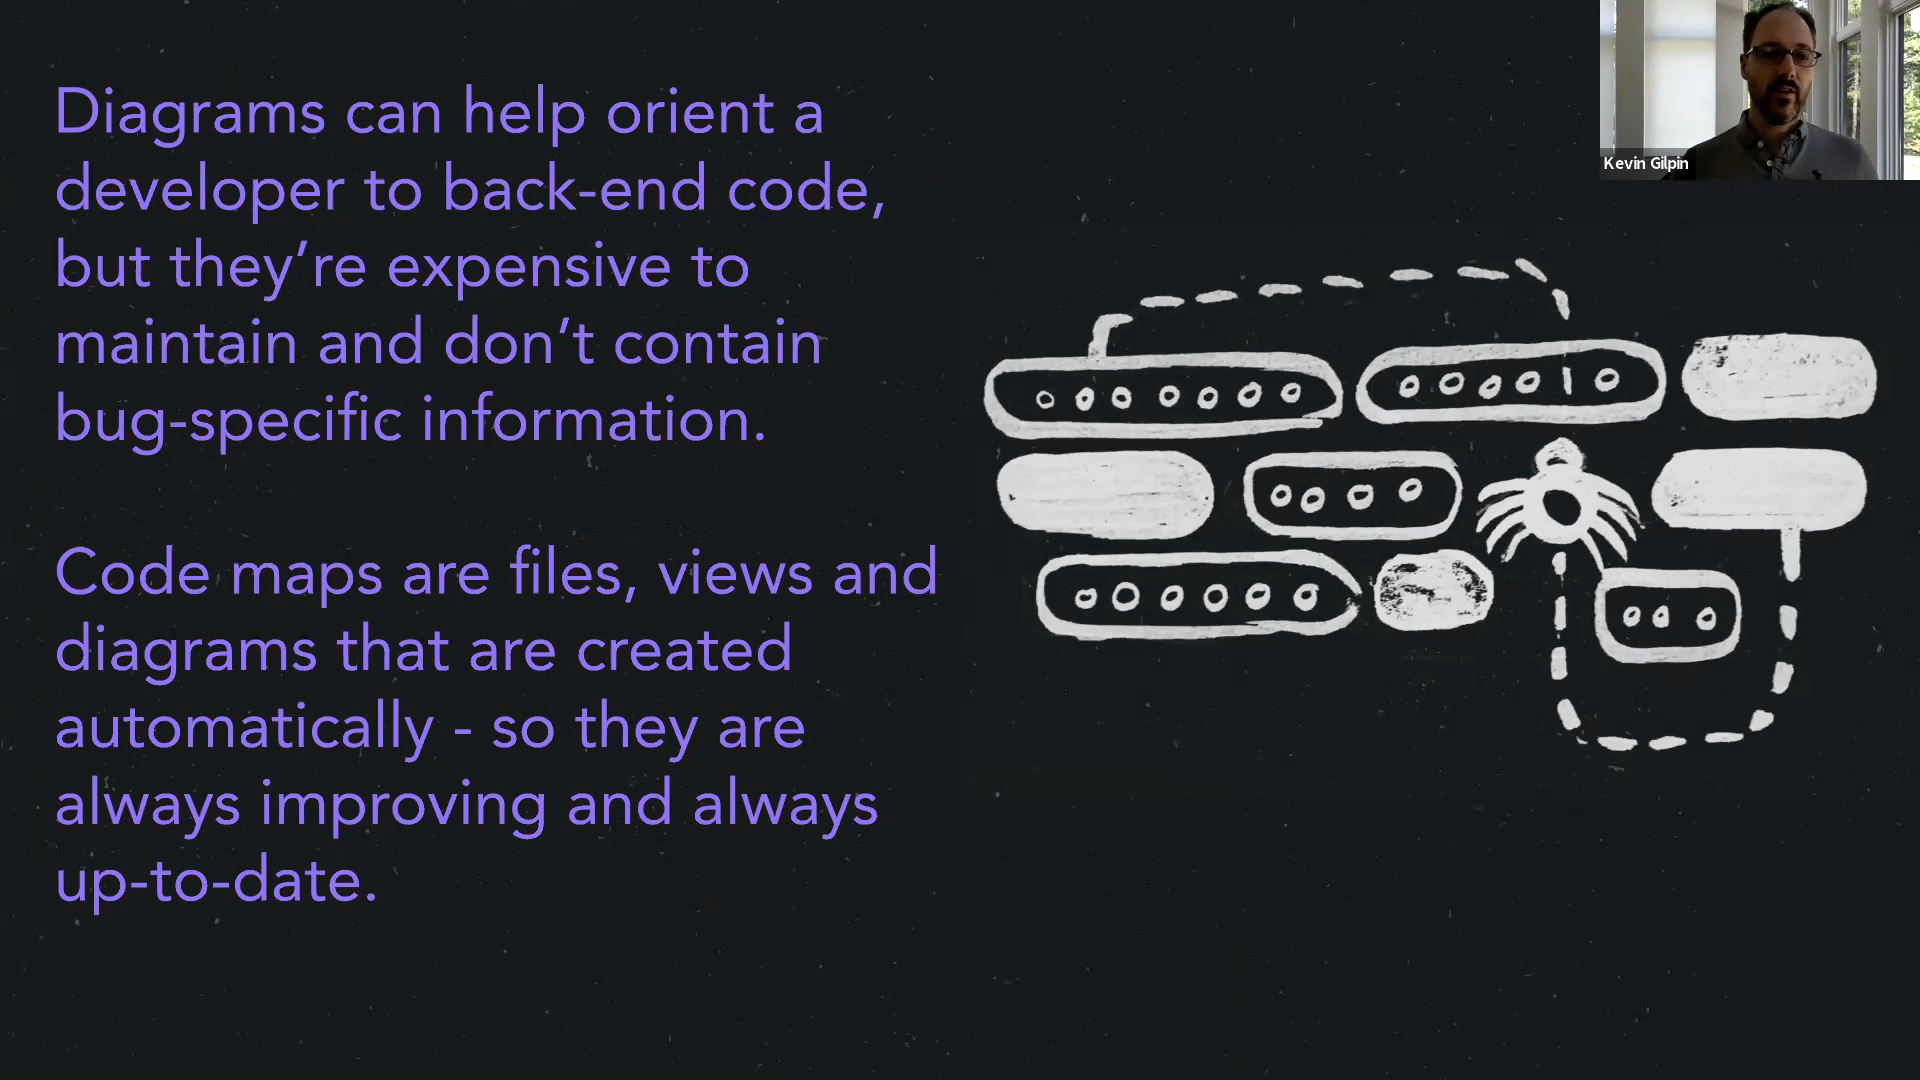 Diagrams can help orient a
developer to back-end code,
but they’re expensive to
maintain and don’t contain
bug-specific information.
Code maps are files, views and
diagrams that are created
automatically - so they are
always improving and always
up-to-date.
Kevin Gilpin